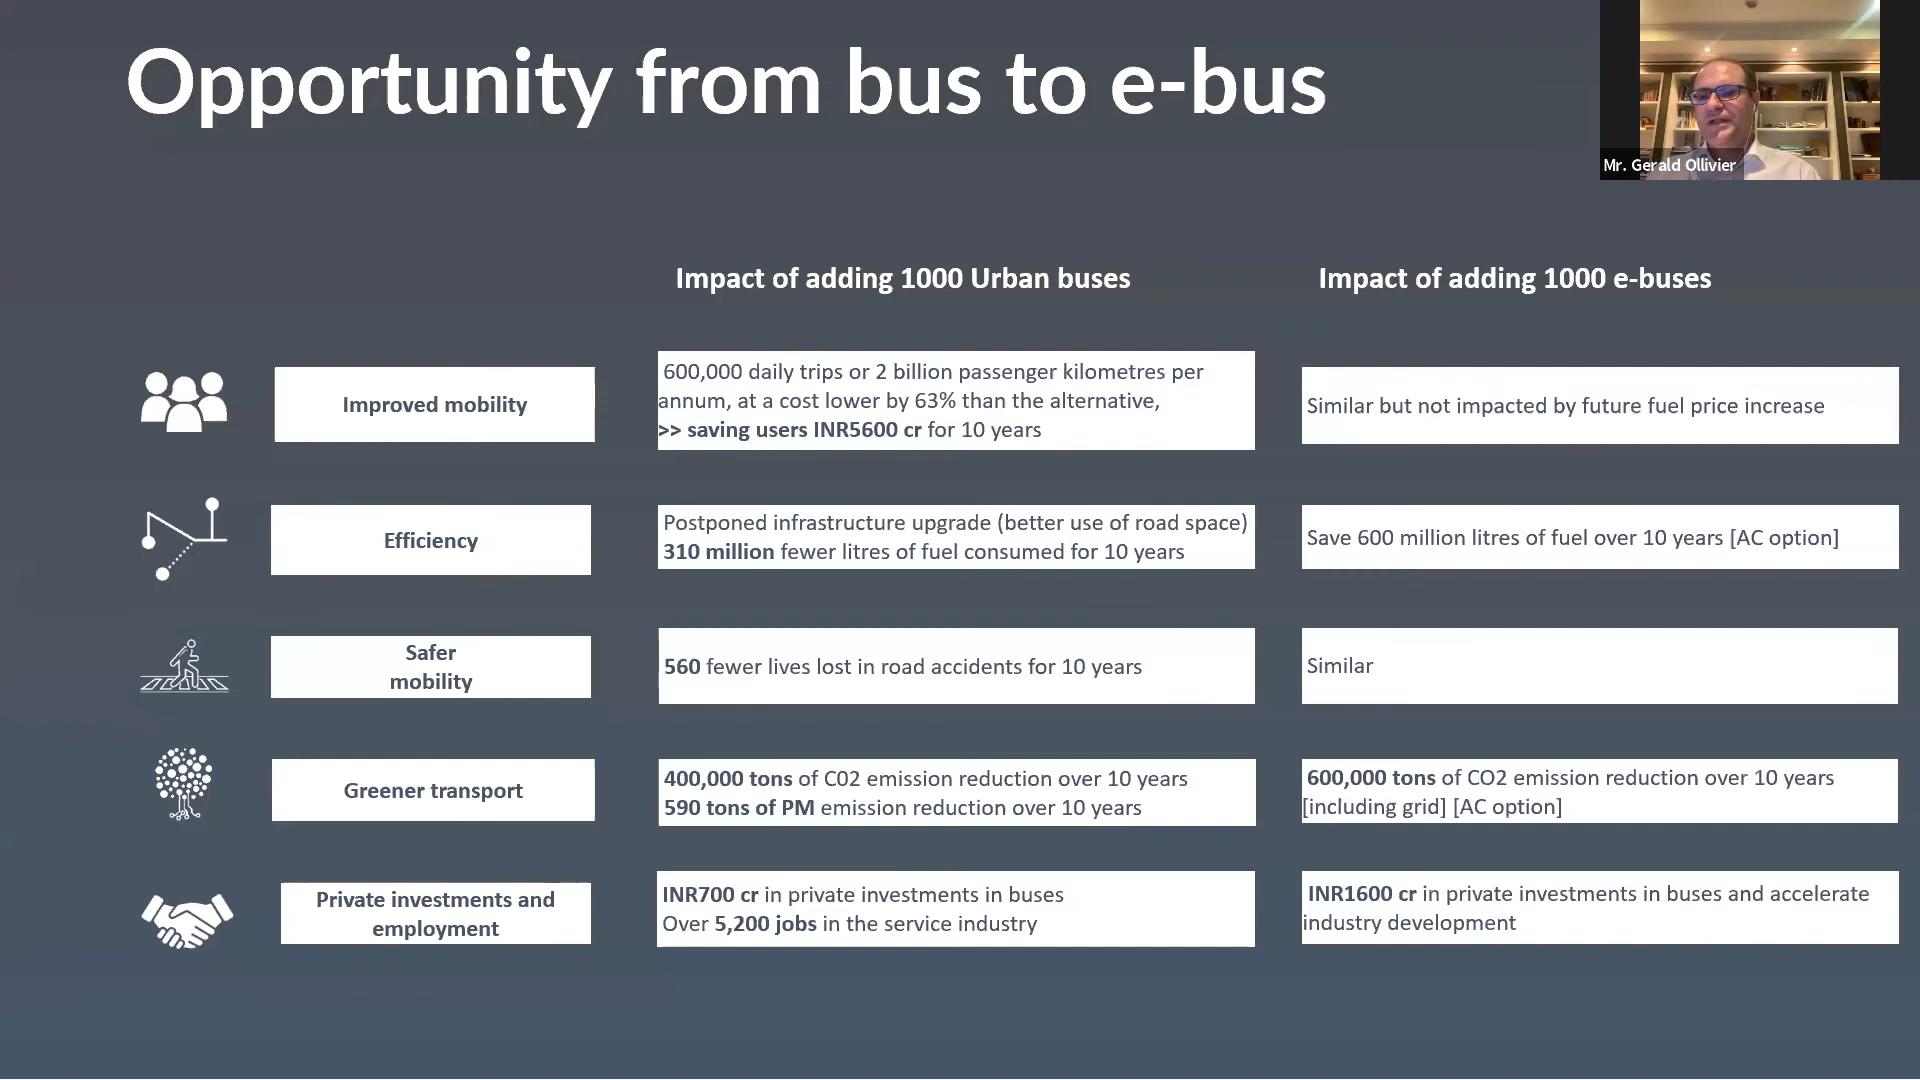 Opportunity from bus to e-bus
Mr. Gerald Ollivier
Impact of adding 1000 Urban buses
Impact of adding 1000 e-buses
Improved mobility
600,000 daily trips or 2 billion passenger kilometres per
annum, at a cost lower by 63% than the alternative,
>> saving users INR5600 cr for 10 years
Similar but not impacted by future fuel price increase
Efficiency
Postponed infrastructure upgrade (better use of road space)
310 million fewer litres of fuel consumed for 10 years
Save 600 million litres of fuel over 10 years [AC option]
Safer
mobility
560 fewer lives lost in road accidents for 10 years
Similar
Greener transport
400,000 tons of C02 emission reduction over 10 years
590 tons of PM emission reduction over 10 years
600,000 tons of CO2 emission reduction over 10 years
[including grid] [AC option]
Private investments and
employment
INR700 cr in private investments in buses
Over 5,200 jobs in the service industry
INR1600 cr in private investments in buses and accelerate
industry development